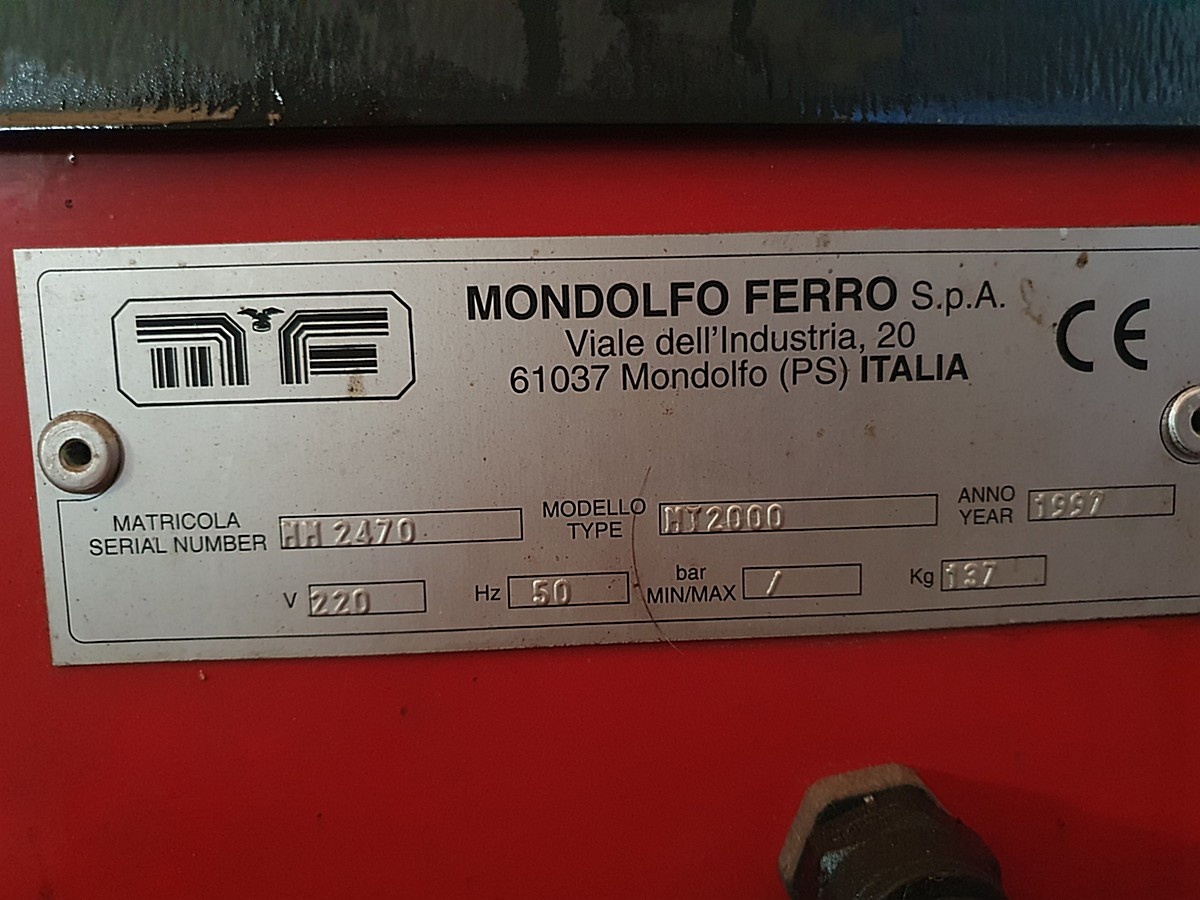 MONDOLFO FERRO S.p.A.
Viale dell'Industria, 20
61037 Mondolfo (PS) ITALIA
CE
MATRICOLA
SERIAL NUMBER
MM 2470
MODELLO
TYPE
MT2000
ANNO
YEAR
1997
V 220
Hz 50
bar
MIN/MAX /
Kg 137